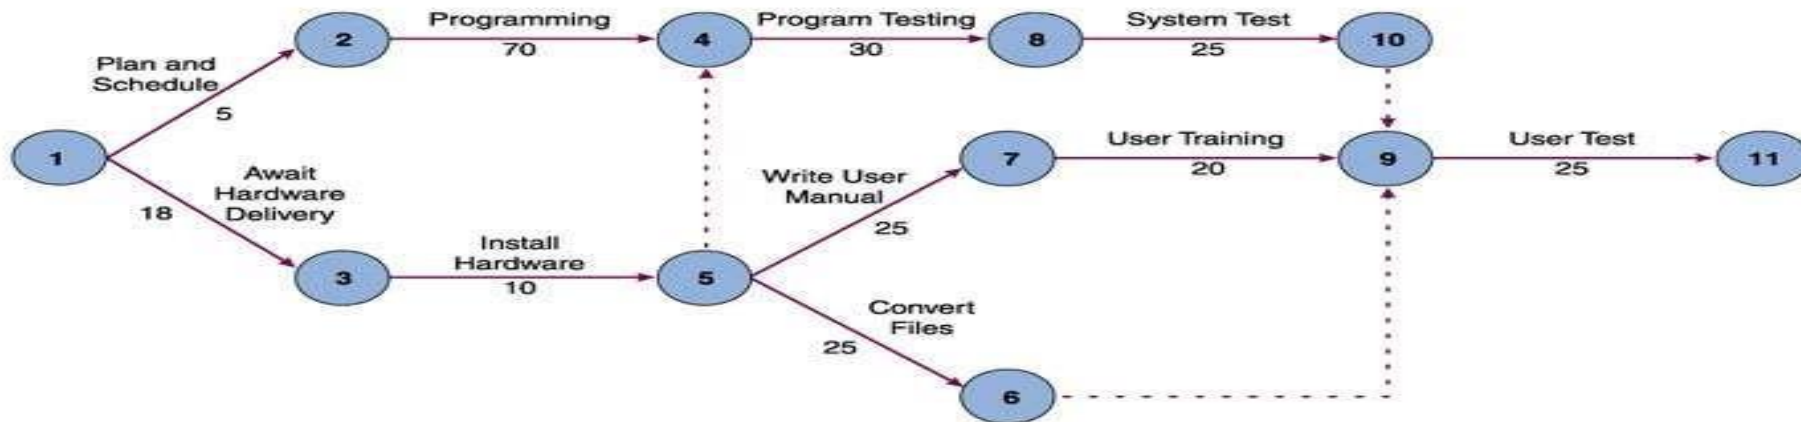 Programming
Program Testing
System Test
2
4
8
10
70
30
25
Plan and
Schedule
5
1
User Training
User Test
7
9
11
20
25
Await
Hardware
Delivery
18
Write User
Manual
25
Install
Hardware
3
5
10
Convert
Files
25
6